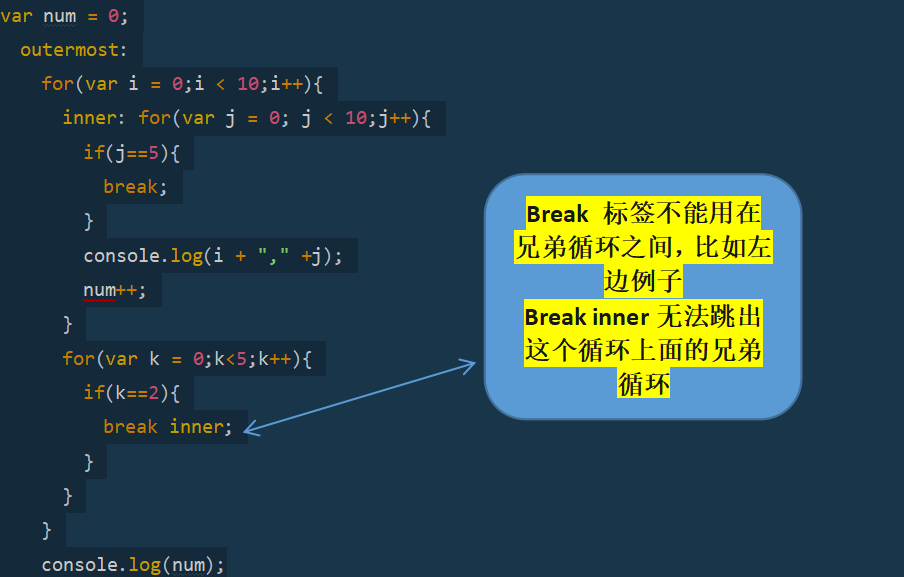 var num = 0;
outermost:
for(var i = 0;i < 10;i++){
inner: for(var j = 0; j < 10;j++){
if(j==5){
break;
}
console.log(i + "," +j);
num++;
}
for(var k = 0;k<5;k++){
if(k==2){
break inner;
}
}
}
console.log(num);
Break 标签不能用在
兄弟循环之间，比如左
边例子
Break inner 无法跳出
这个循环上面的兄弟
循环